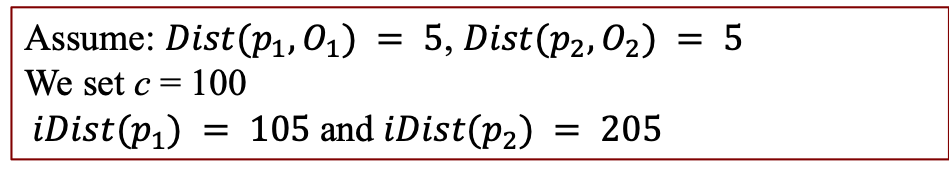 Assume: Dist(p₁, O₁) = 5, Dist(p₂, O₂) = 5
We set c = 100
iDist(p₁) = 105 and iDist(p₂) = 205